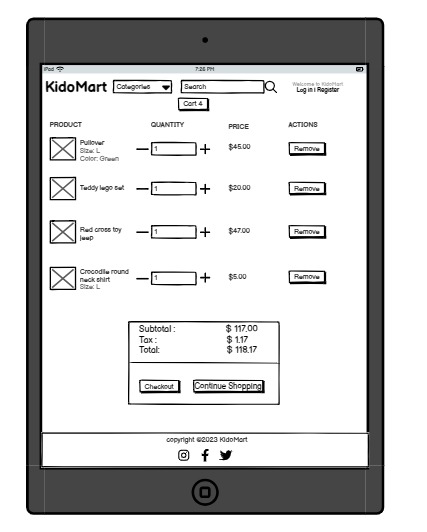 iPad 7:26 PM
KidoMart Categories Search Welcome to KidoMart
Log in I Register
Cart 4
PRODUCT QUANTITY PRICE ACTIONS
Pullover
Size: L
Color: Green
1 $45.00 Remove
Teddy lego set 1 $20.00 Remove
Red cross toy
jeep
1 $47.00 Remove
Crocodile round
neck shirt
Size: L
1 $5.00 Remove
Subtotal : $ 117.00
Tax : $ 1.17
Total: $ 118.17
Checkout Continue Shopping
copyright ©2023 KidoMart